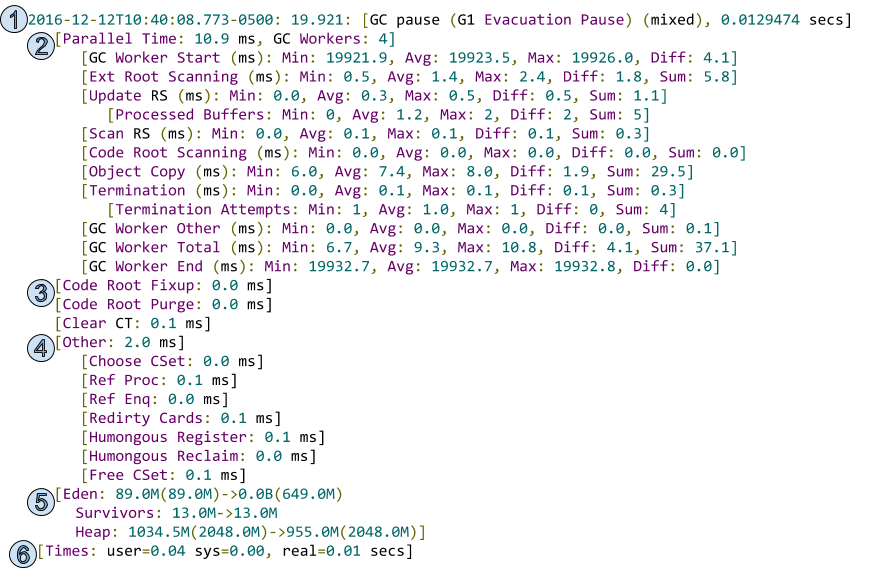 1 2016-12-12T10:40:08.773-0500: 19.921: [GC pause (G1 Evacuation Pause) (mixed), 0.0129474 secs]
2 [Parallel Time: 10.9 ms, GC Workers: 4]
[GC Worker Start (ms): Min: 19921.9, Avg: 19923.5, Max: 19926.0, Diff: 4.1]
[Ext Root Scanning (ms): Min: 0.5, Avg: 1.4, Max: 2.4, Diff: 1.8, Sum: 5.8]
[Update RS (ms): Min: 0.0, Avg: 0.3, Max: 0.5, Diff: 0.5, Sum: 1.1]
[Processed Buffers: Min: 0, Avg: 1.2, Max: 2, Diff: 2, Sum: 5]
[Scan RS (ms): Min: 0.0, Avg: 0.1, Max: 0.1, Diff: 0.1, Sum: 0.3]
[Code Root Scanning (ms): Min: 0.0, Avg: 0.0, Max: 0.0, Diff: 0.0, Sum: 0.0]
[Object Copy (ms): Min: 6.0, Avg: 7.4, Max: 8.0, Diff: 1.9, Sum: 29.5]
[Termination (ms): Min: 0.0, Avg: 0.1, Max: 0.1, Diff: 0.1, Sum: 0.3]
[Termination Attempts: Min: 1, Avg: 1.0, Max: 1, Diff: 0, Sum: 4]
[GC Worker Other (ms): Min: 0.0, Avg: 0.0, Max: 0.0, Diff: 0.0, Sum: 0.1]
[GC Worker Total (ms): Min: 6.7, Avg: 9.3, Max: 10.8, Diff: 4.1, Sum: 37.1]
[GC Worker End (ms): Min: 19932.7, Avg: 19932.7, Max: 19932.8, Diff: 0.0]
3 [Code Root Fixup: 0.0 ms]
[Code Root Purge: 0.0 ms]
[Clear CT: 0.1 ms]
4 [Other: 2.0 ms]
[Choose CSet: 0.0 ms]
[Ref Proc: 0.1 ms]
[Ref Enq: 0.0 ms]
[Redirty Cards: 0.1 ms]
[Humongous Register: 0.1 ms]
[Humongous Reclaim: 0.0 ms]
[Free CSet: 0.1 ms]
5 [Eden: 89.0M(89.0M)->0.0B(649.0M)
Survivors: 13.0M->13.0M
Heap: 1034.5M(2048.0M)->955.0M(2048.0M)]
6 [Times: user=0.04 sys=0.00, real=0.01 secs]